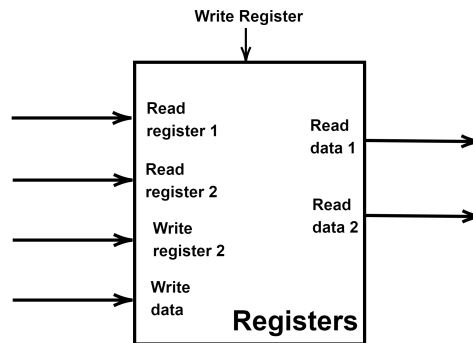 Write Register
Read
register 1
Read
register 2
Write
register 2
Write
data
Read
data 1
Read
data 2
Registers